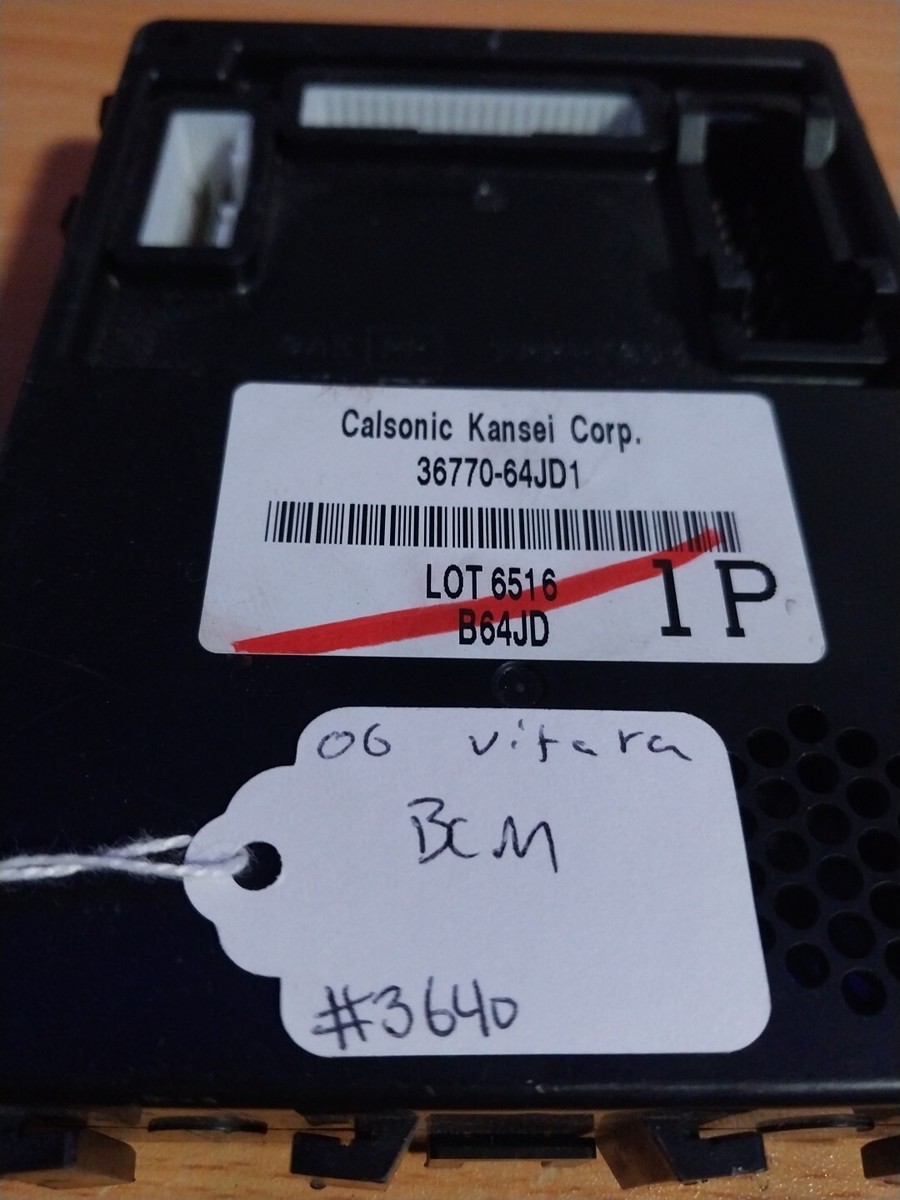 Calsonic Kansei Corp.
36770-64JD1
LOT 6516
B64JD
1P
06 vitara
BCM
#3640